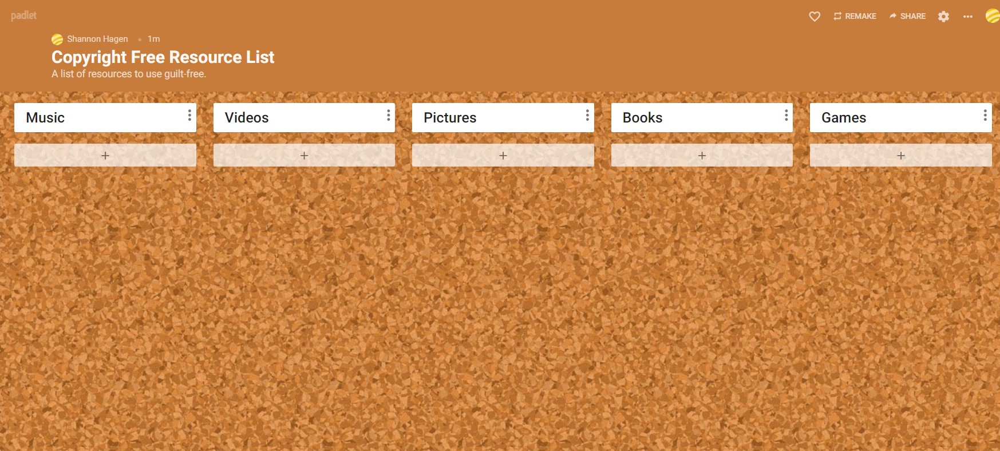 padlet
REMAKE SHARE
Shannon Hagen • 1m
Copyright Free Resource List
A list of resources to use guilt-free.
Music Videos Pictures Books Games
+ + + + +